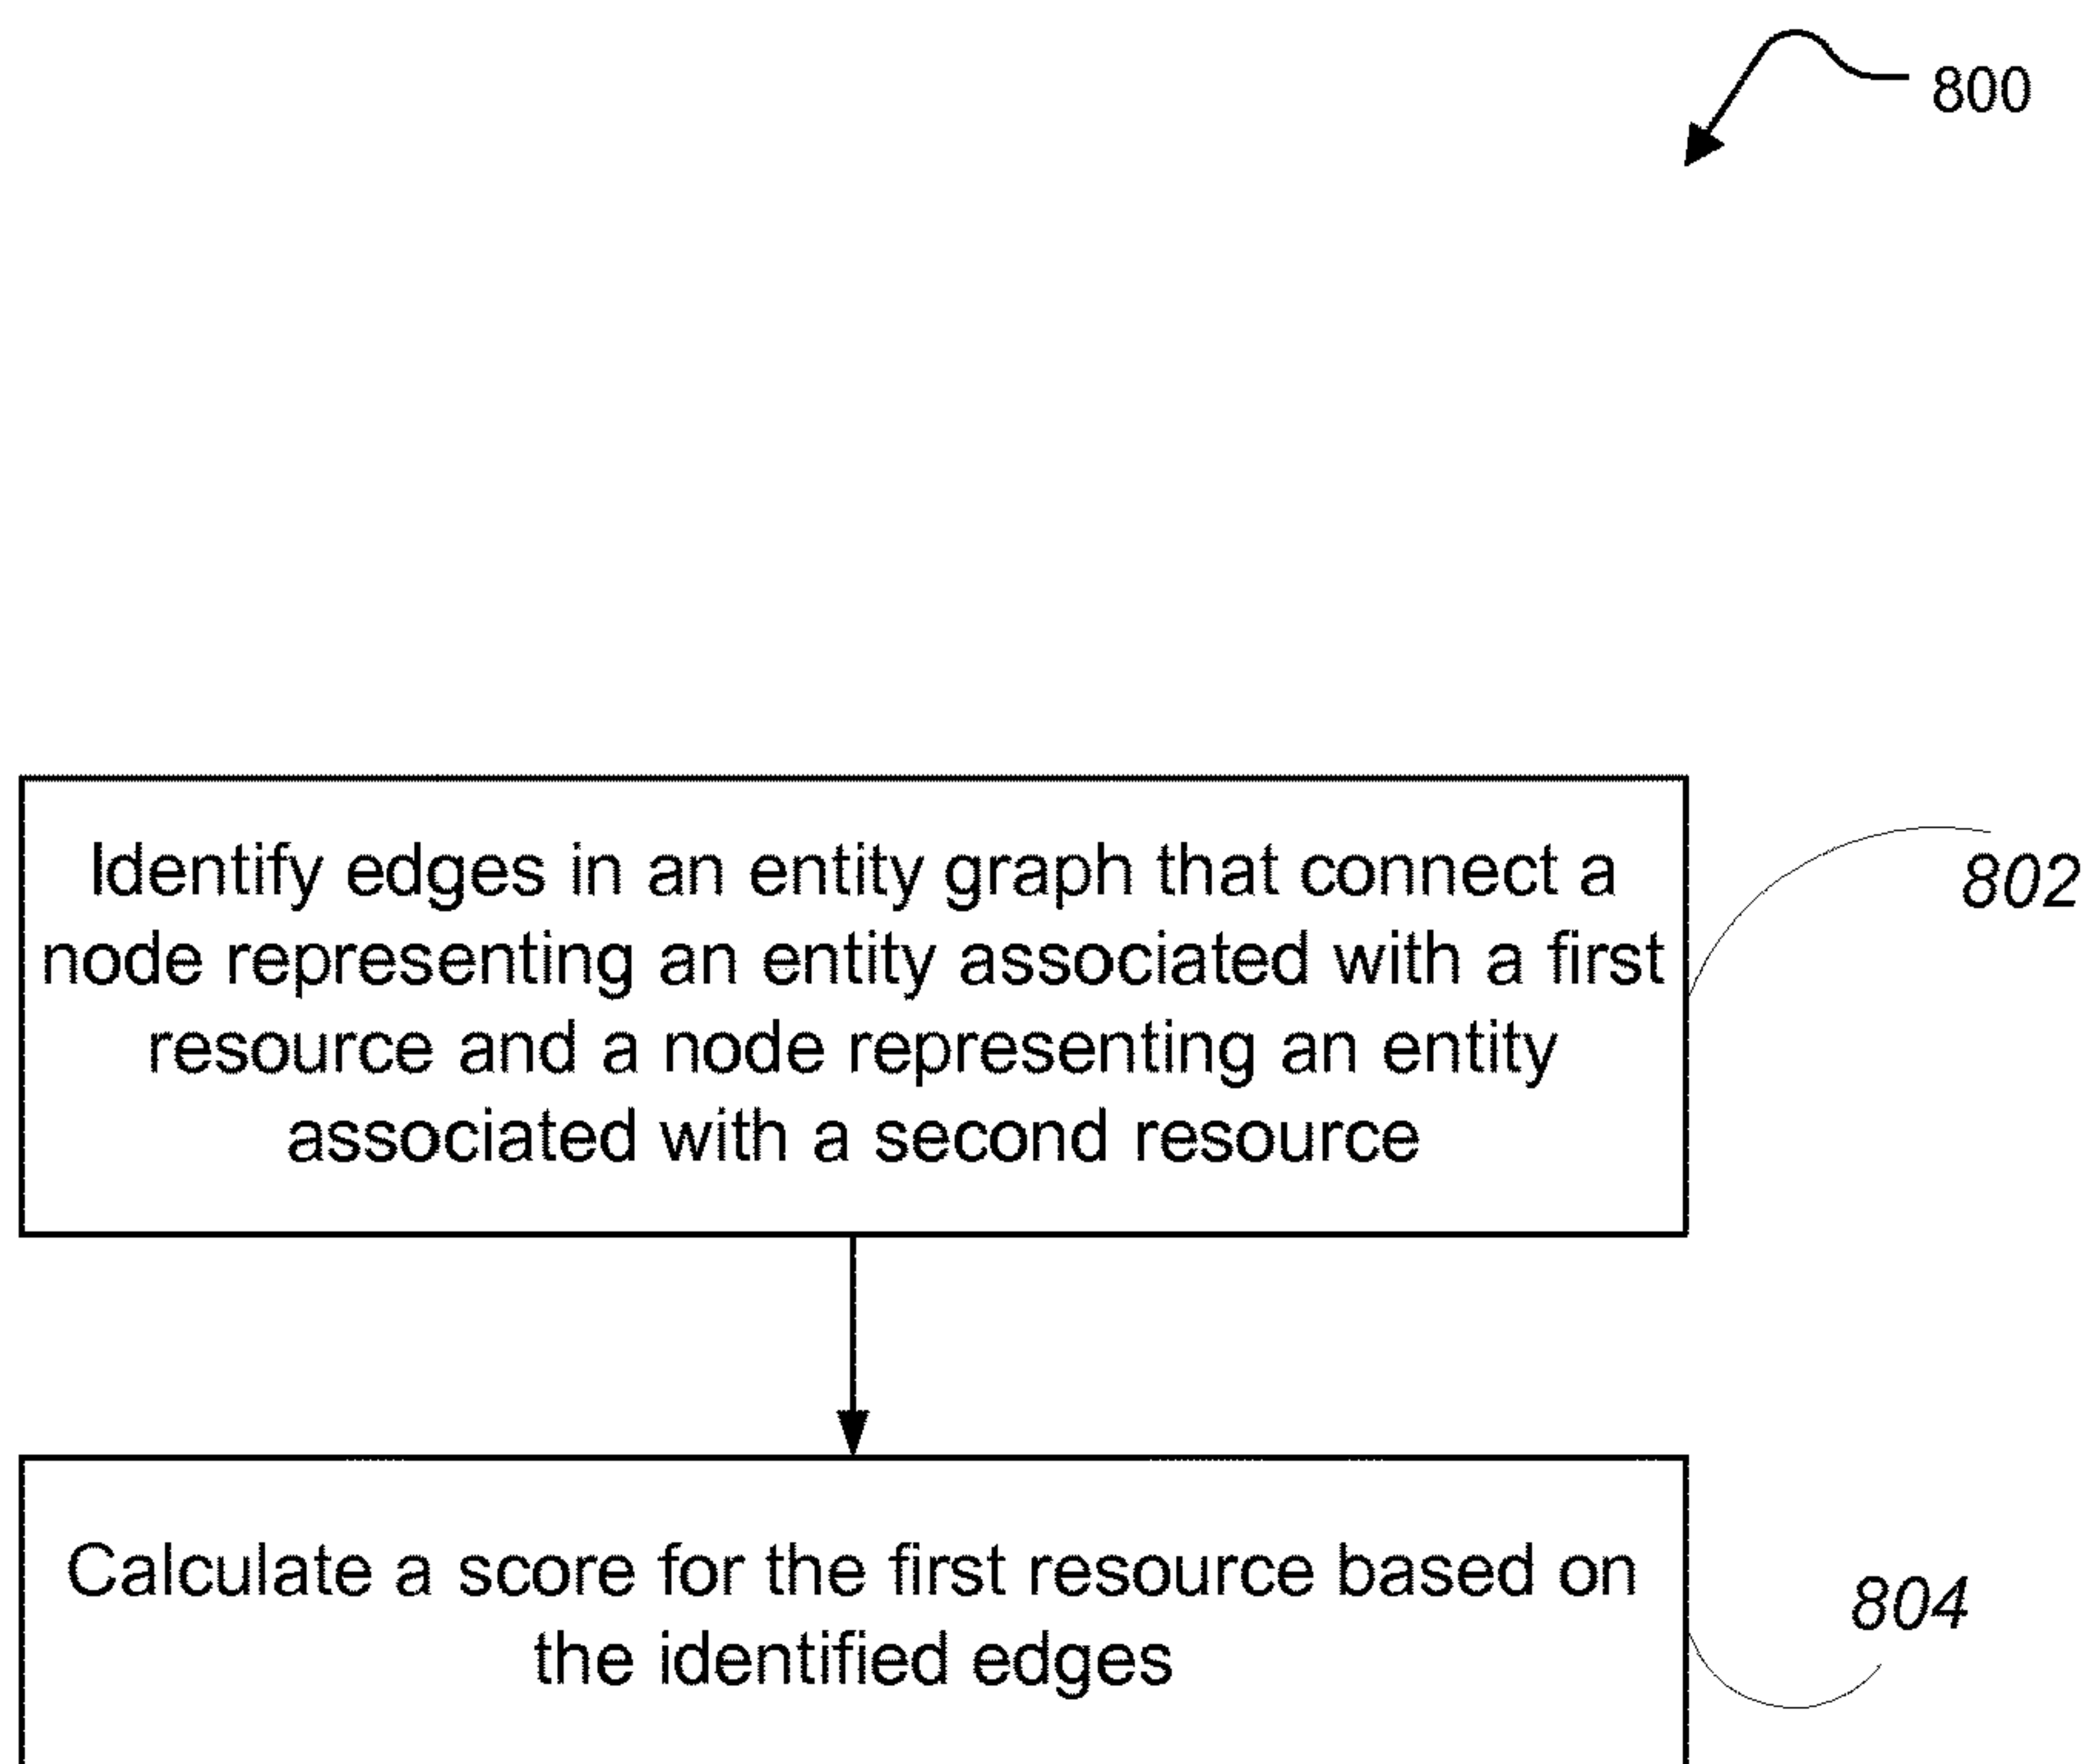 800
Identify edges in an entity graph that connect a
node representing an entity associated with a first
resource and a node representing an entity
associated with a second resource
802
Calculate a score for the first resource based on
the identified edges
804